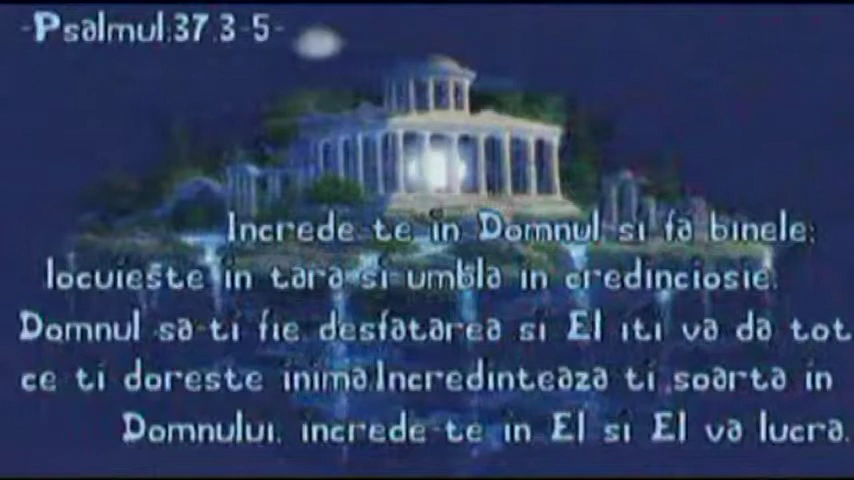 -Psalmul:37.3-5-
Increde-te in Domnul si fa binele;
locuieste in tara si umbla in credinciosie.
Domnul sa-ti fie desfatarea si El iti va da tot
ce ti doreste inima.Incredinteaza ti soarta in
Domnului, increde-te in El si El va lucra.